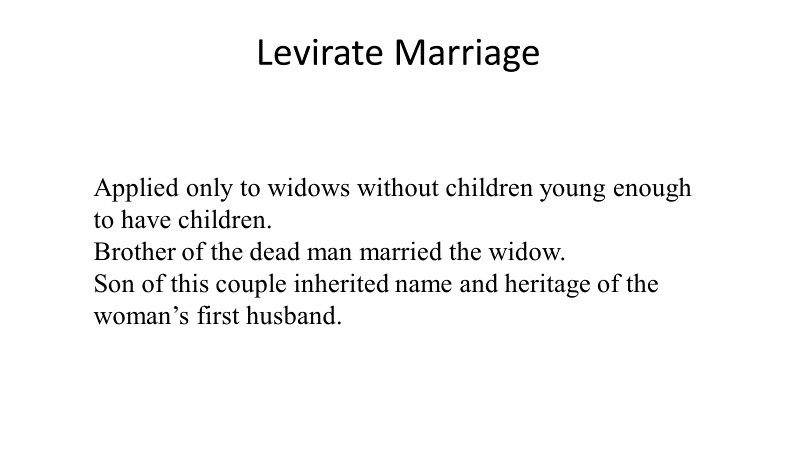 Levirate Marriage
Applied only to widows without children young enough
to have children.
Brother of the dead man married the widow.
Son of this couple inherited name and heritage of the
woman’s first husband.